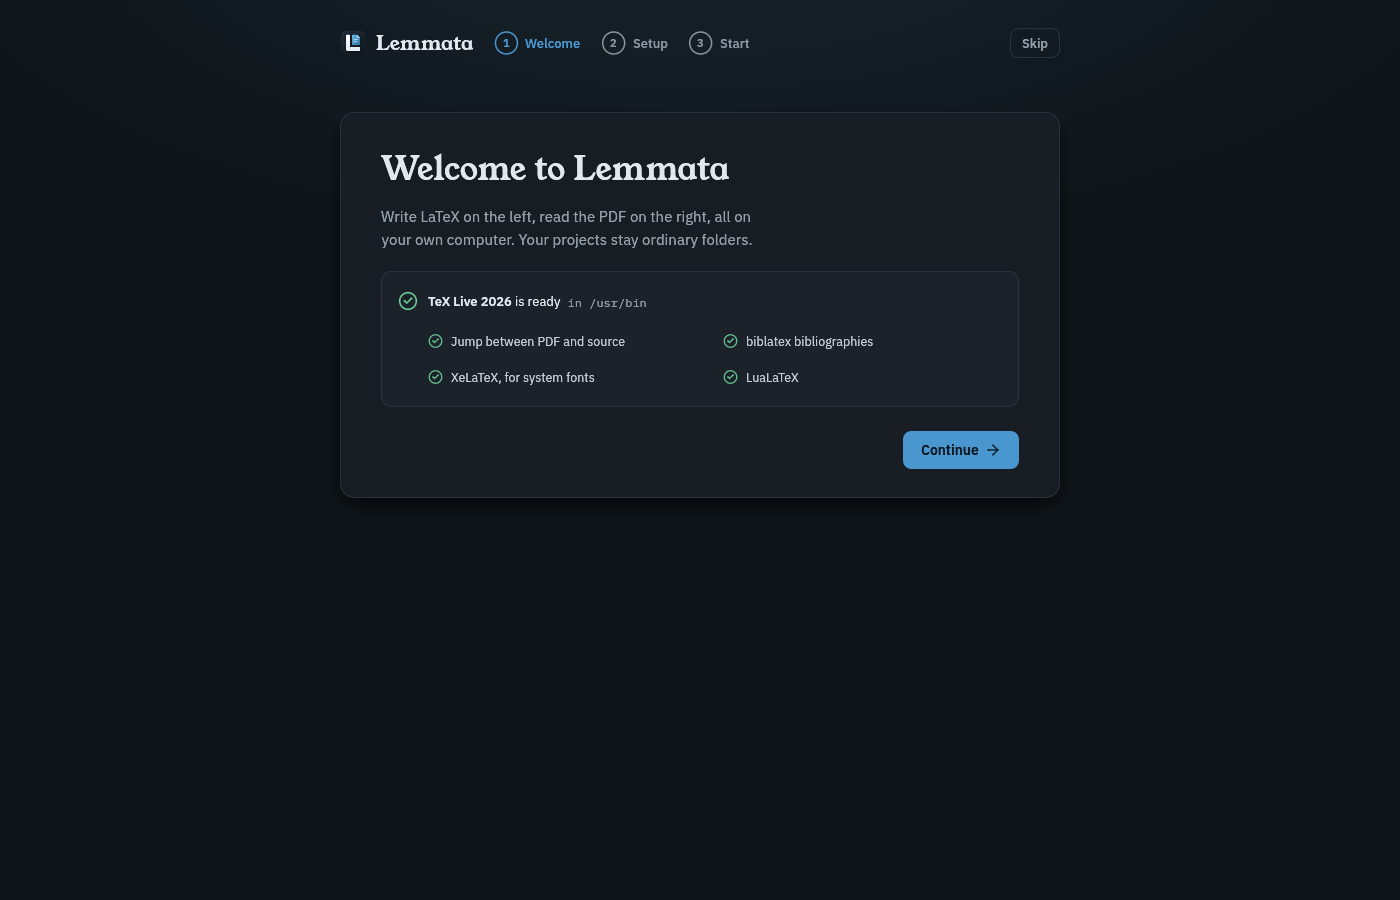 Lemmata
1 Welcome
2 Setup
3 Start
Skip
Welcome to Lemmata
Write LaTeX on the left, read the PDF on the right, all on
your own computer. Your projects stay ordinary folders.
TeX Live 2026 is ready in /usr/bin
Jump between PDF and source
biblatex bibliographies
XeLaTeX, for system fonts
LuaLaTeX
Continue